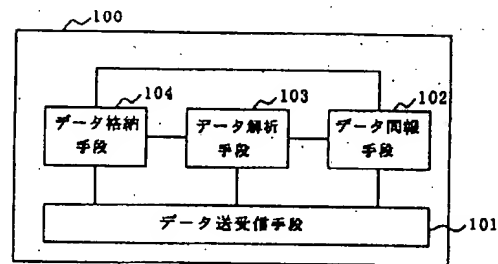 100
104
103
102
データ格納
手段
データ解析
手段
データ同報
手段
データ送受信手段
101